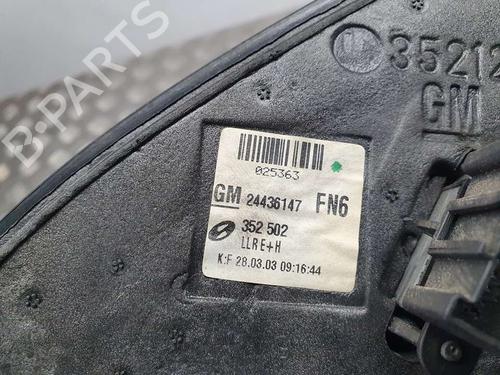 B-PARTS
35212
GM
025363
GM 24436147 FN6
352 502
LLRE+H
K:F 28.03.03 09:16:44